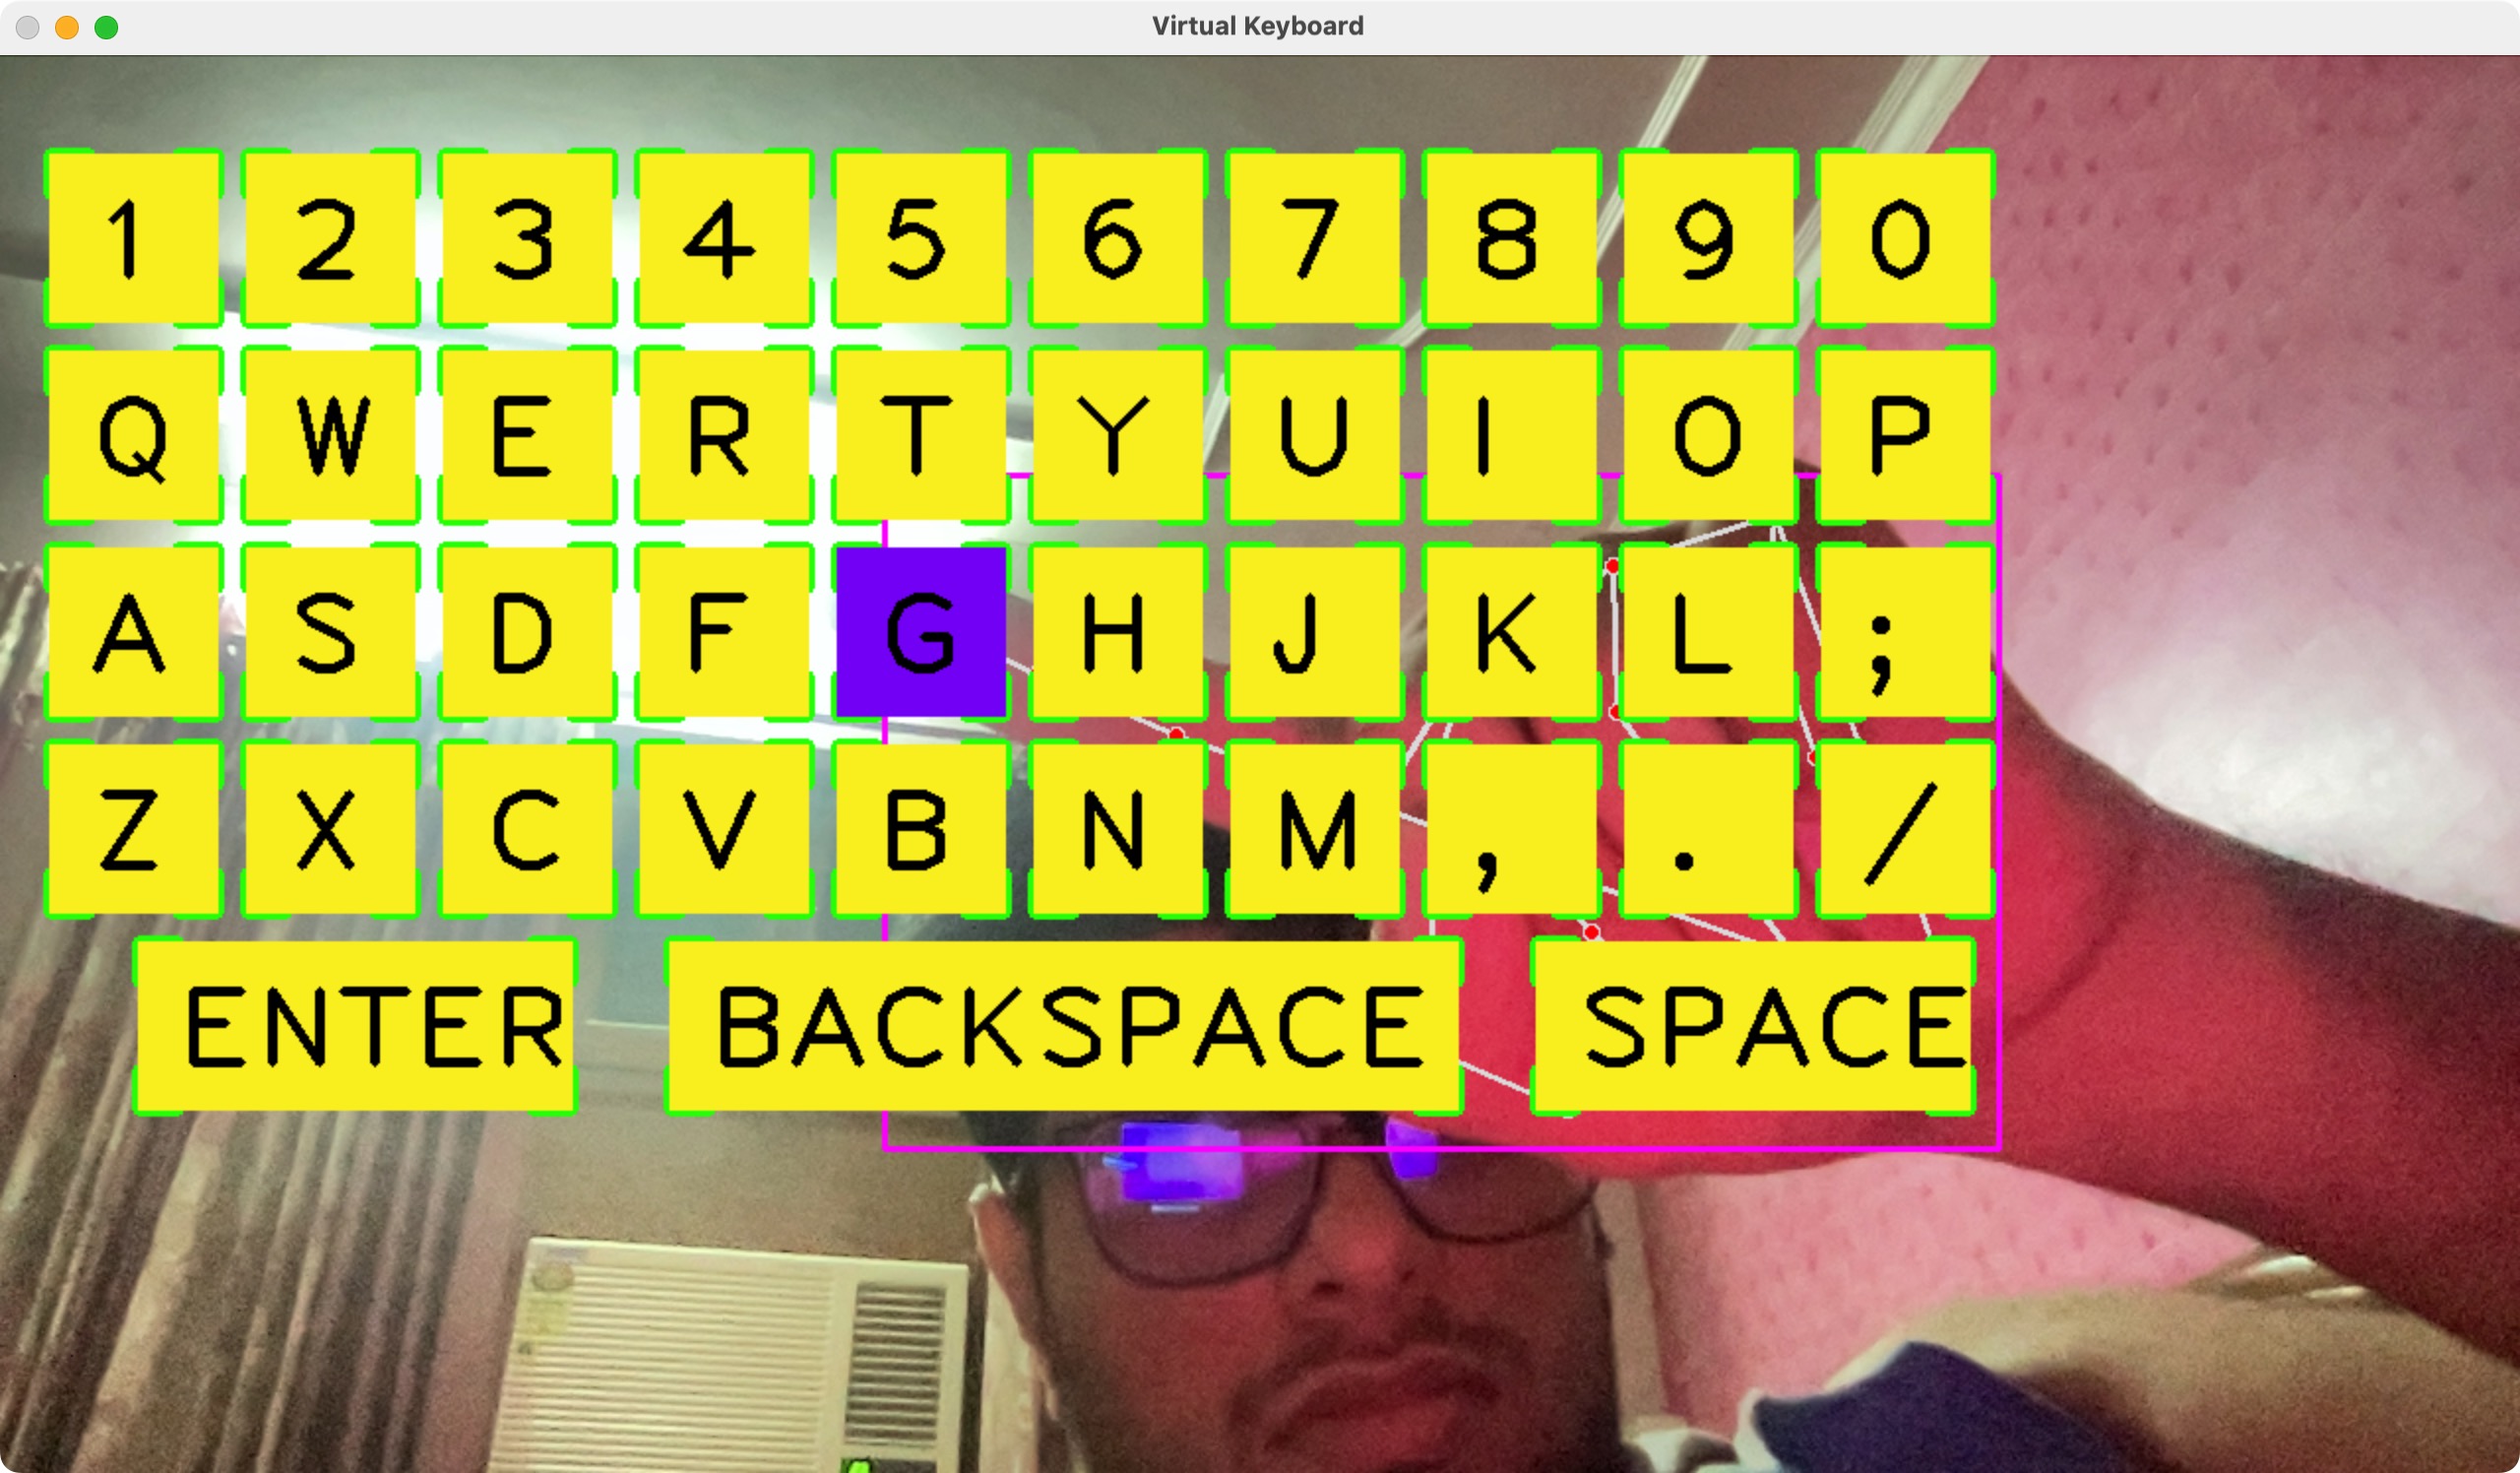 Virtual Keyboard
1 2 3 4 5 6 7 8 9 0
Q W E R T Y U I O P
A S D F G H J K L ;
Z X C V B N M , . /
ENTER BACKSPACE SPACE